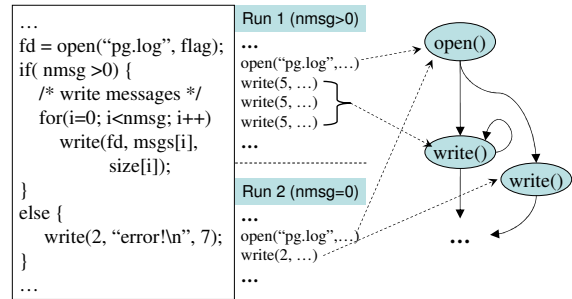 …
fd = open(“pg.log”, flag);
if( nmsg >0) {
/* write messages */
for(i=0; i<nmsg; i++)
write(fd, msgs[i],
size[i]);
}
else {
write(2, “error!\n”, 7);
}
…
Run 1 (nmsg>0)
…
open(“pg.log”,…)
write(5, …)
write(5, …)
write(5, …)
…
Run 2 (nmsg=0)
…
open(“pg.log”,…)
write(2, …)
…
open()
write()
write()
…